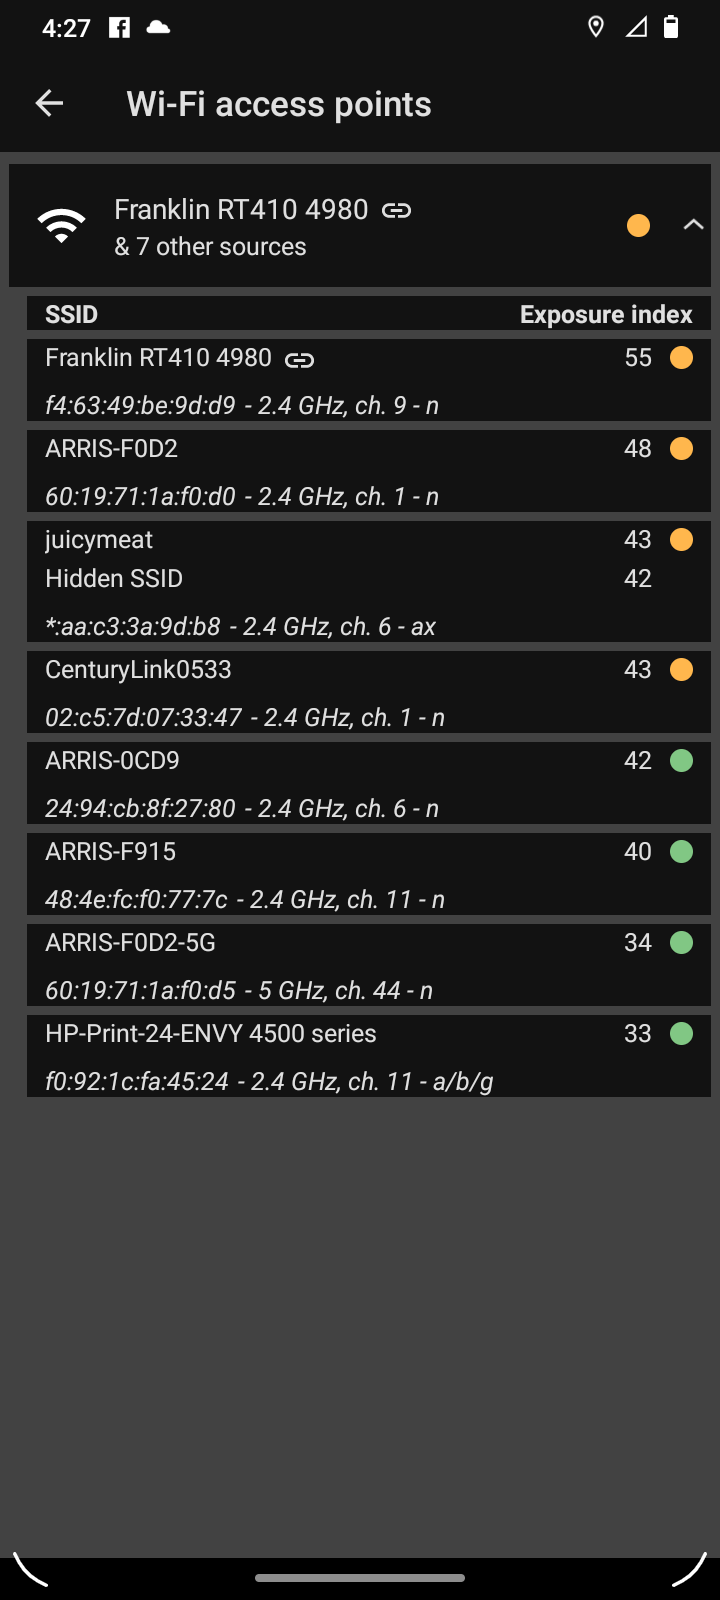 4:27
Wi-Fi access points
Franklin RT410 4980
& 7 other sources
SSID Exposure index
Franklin RT410 4980 55
f4:63:49:be:9d:d9 - 2.4 GHz, ch. 9 - n
ARRIS-F0D2 48
60:19:71:1a:f0:d0 - 2.4 GHz, ch. 1 - n
juicymeat 43
Hidden SSID 42
*:aa:c3:3a:9d:b8 - 2.4 GHz, ch. 6 - ax
CenturyLink0533 43
02:c5:7d:07:33:47 - 2.4 GHz, ch. 1 - n
ARRIS-0CD9 42
24:94:cb:8f:27:80 - 2.4 GHz, ch. 6 - n
ARRIS-F915 40
48:4e:fc:f0:77:7c - 2.4 GHz, ch. 11 - n
ARRIS-F0D2-5G 34
60:19:71:1a:f0:d5 - 5 GHz, ch. 44 - n
HP-Print-24-ENVY 4500 series 33
f0:92:1c:fa:45:24 - 2.4 GHz, ch. 11 - a/b/g